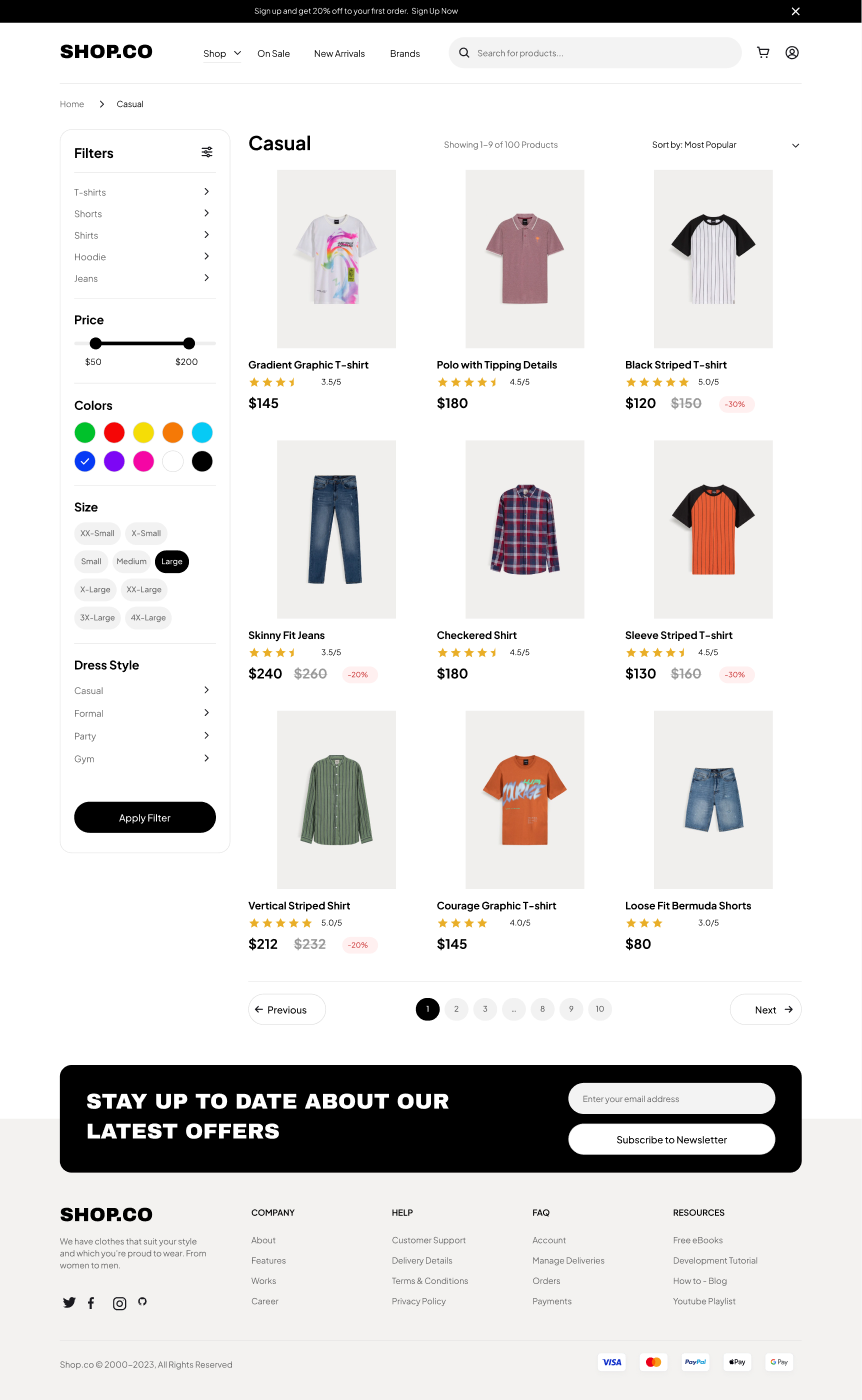 Sign up and get 20% off to your first order. Sign Up Now
SHOP.CO
Shop
On Sale
New Arrivals
Brands
Search for products...
Home
Casual
Filters
T-shirts
Shorts
Shirts
Hoodie
Jeans
Price
$50
$200
Colors
Size
XX-Small
X-Small
Small
Medium
Large
X-Large
XX-Large
3X-Large
4X-Large
Dress Style
Casual
Formal
Party
Gym
Apply Filter
Casual
Showing 1-9 of 100 Products
Sort by: Most Popular
Gradient Graphic T-shirt
3.5/5
$145
Polo with Tipping Details
4.5/5
$180
Black Striped T-shirt
5.0/5
$120 $150 -30%
Skinny Fit Jeans
3.5/5
$240 $260 -20%
Checkered Shirt
4.5/5
$180
Sleeve Striped T-shirt
4.5/5
$130 $160 -30%
COURAGE
Vertical Striped Shirt
5.0/5
$212 $232 -20%
Courage Graphic T-shirt
4.0/5
$145
Loose Fit Bermuda Shorts
3.0/5
$80
Previous
1
2
3
...
8
9
10
Next
STAY UP TO DATE ABOUT OUR
LATEST OFFERS
Enter your email address
Subscribe to Newsletter
SHOP.CO
We have clothes that suit your style
and which you're proud to wear. From
women to men.
COMPANY
About
Features
Works
Career
HELP
Customer Support
Delivery Details
Terms & Conditions
Privacy Policy
FAQ
Account
Manage Deliveries
Orders
Payments
RESOURCES
Free eBooks
Development Tutorial
How to - Blog
Youtube Playlist
Shop.co © 2000-2023, All Rights Reserved
VISA
PayPal
Pay
G Pay